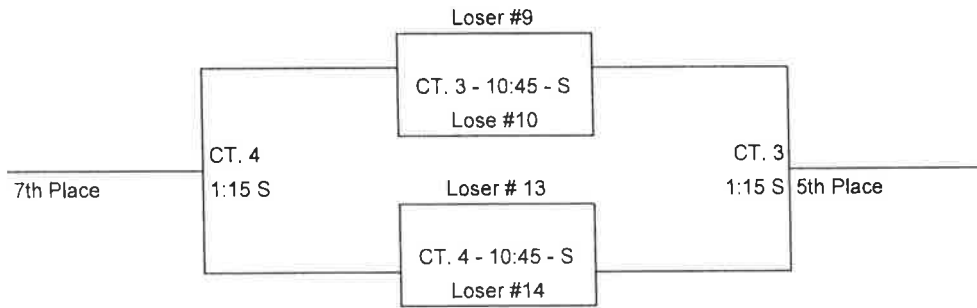 Loser #9
CT. 3 - 10:45 - S
Lose #10
CT. 4
1:15 S
7th Place
CT. 3
1:15 S
5th Place
Loser # 13
CT. 4 - 10:45 - S
Loser #14